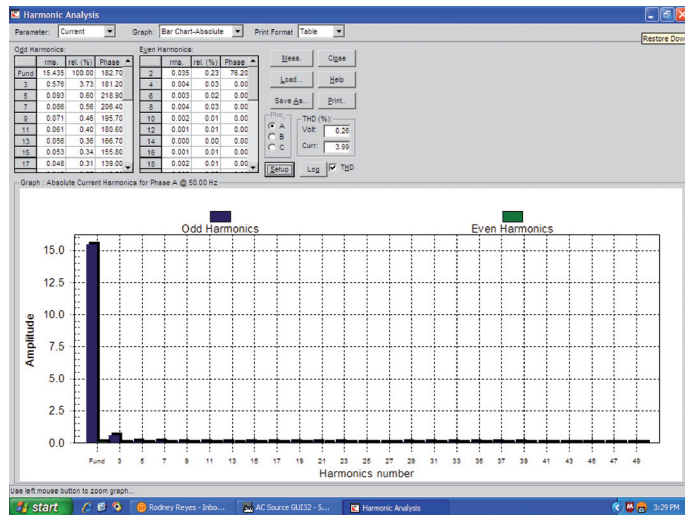 Harmonic Analysis
Parameter: Current Graph: Bar Chart-Absolute Print Format Table
Restore Dow
Odd Harmonics: Even Harmonics:
rms. rel. (%) Phase rms. rel. (%) Phase
Fund 15.435 100.00 182.70 2 0.035 0.23 76.20
3 0.576 3.73 181.20 4 0.004 0.03 0.00
5 0.093 0.60 218.90 6 0.003 0.02 0.00
7 0.086 0.56 206.40 8 0.004 0.03 0.00
9 0.071 0.46 195.70 10 0.002 0.01 0.00
11 0.061 0.40 180.60 12 0.001 0.01 0.00
13 0.056 0.36 166.70 14 0.000 0.00 0.00
15 0.053 0.34 155.80 16 0.001 0.01 0.00
17 0.048 0.31 139.00 18 0.002 0.01 0.00
Meas. Close
Load... Help
Save As... Print..
A
B
C
THD (%):
Volt: 0.26
Curr: 3.99
Setup Log THD
Graph : Absolute Current Harmonics for Phase A @ 50.00 Hz
Odd Harmonics Even Harmonics
Amplitude
15.0
12.5
10.0
7.5
5.0
2.5
0.0
Fund 3 5 7 9 11 13 15 17 19 21 23 25 27 29 31 33 35 37 39 41 43 45 47 49
Harmonics number
Use left mouse button to zoom graph...
start Rodney Reyes - Inbo... AC Source GUI32 - S... Harmonic Analysis 3:29 PM